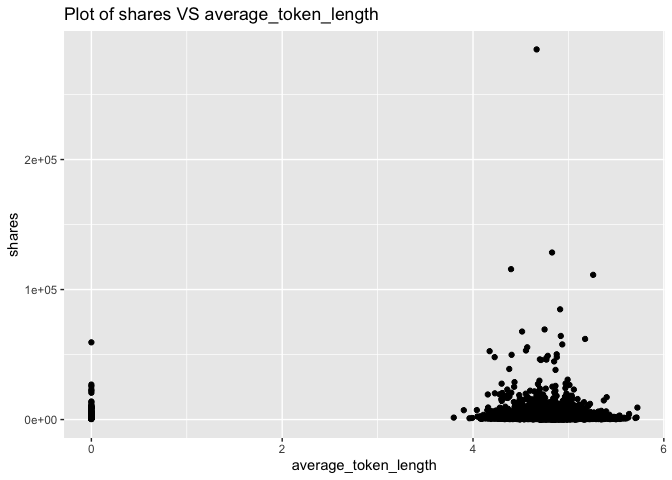 Plot of shares VS average_token_length
shares
2e+05
1e+05
0e+00
0 2 4 6
average_token_length